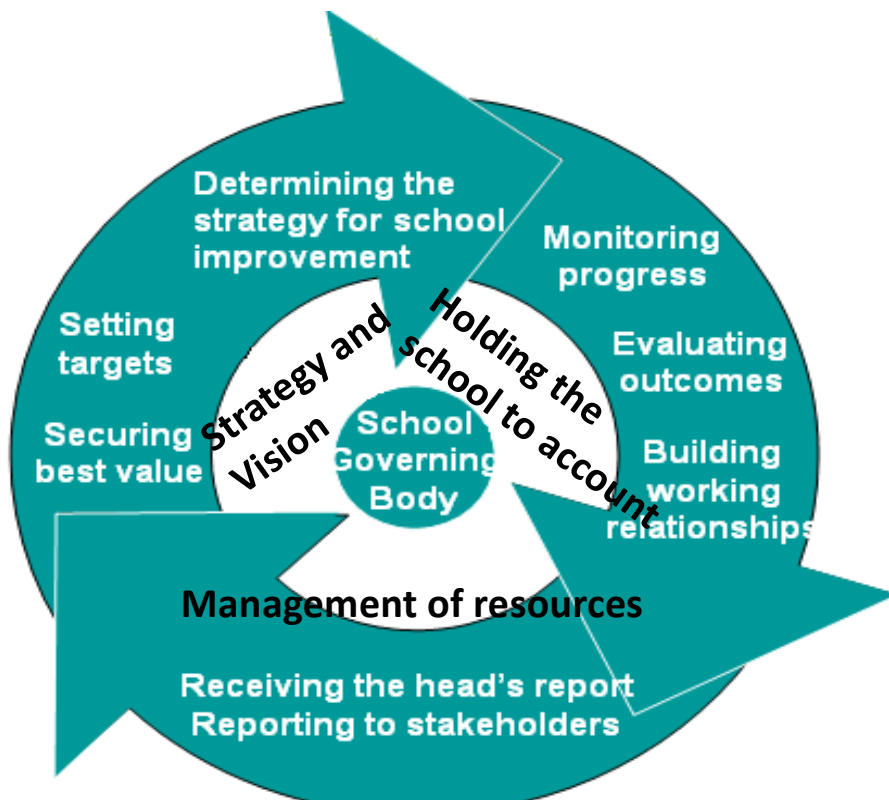 Determining the
strategy for school
improvement
Setting
targets
Securing
best value
Strategy and
Vision
Holding the
school to account
Monitoring
progress
Evaluating
outcomes
Building
working
relationships
School
Governing
Body
Management of resources
Receiving the head’s report
Reporting to stakeholders